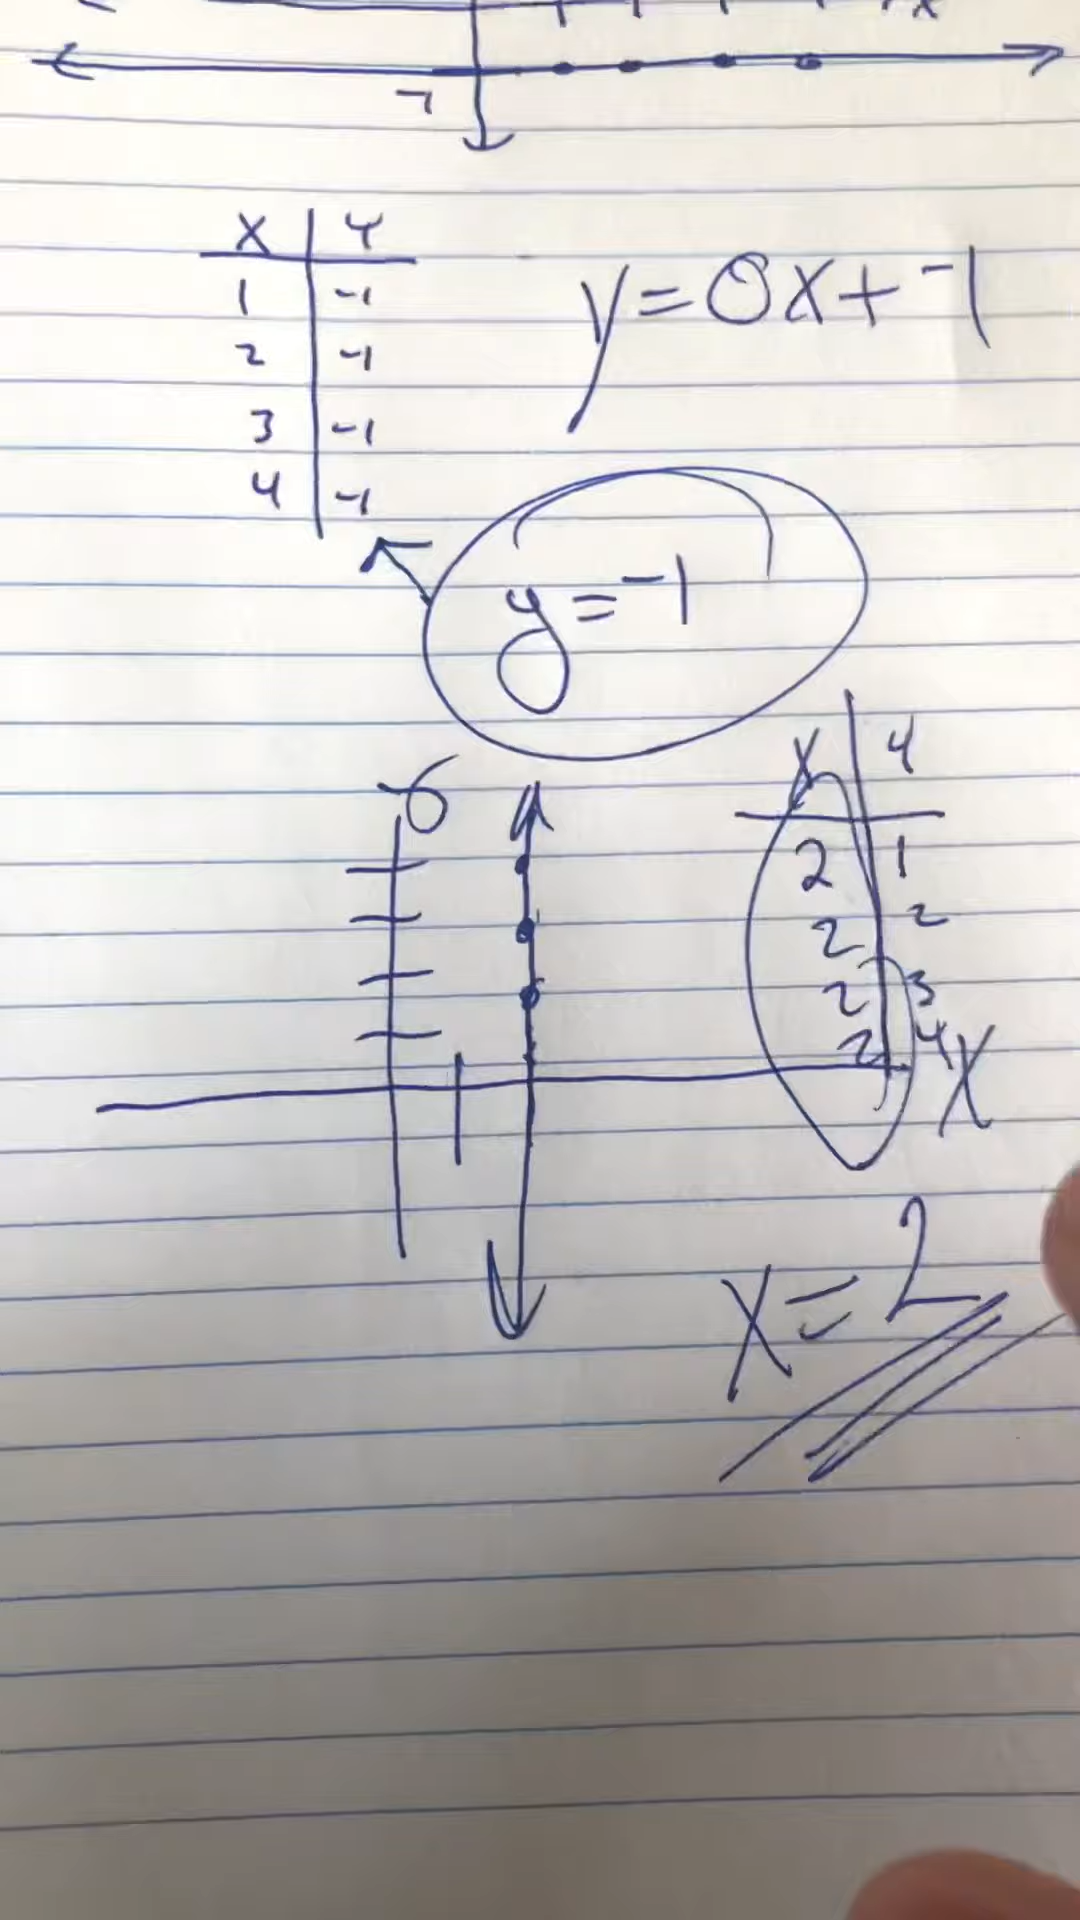 x
-1
X Y
1 -1
2 -1
3 -1
4 -1
y = 0x + -1
y = -1
X Y
2 1
2 2
2 3
2 4
X
x = 2